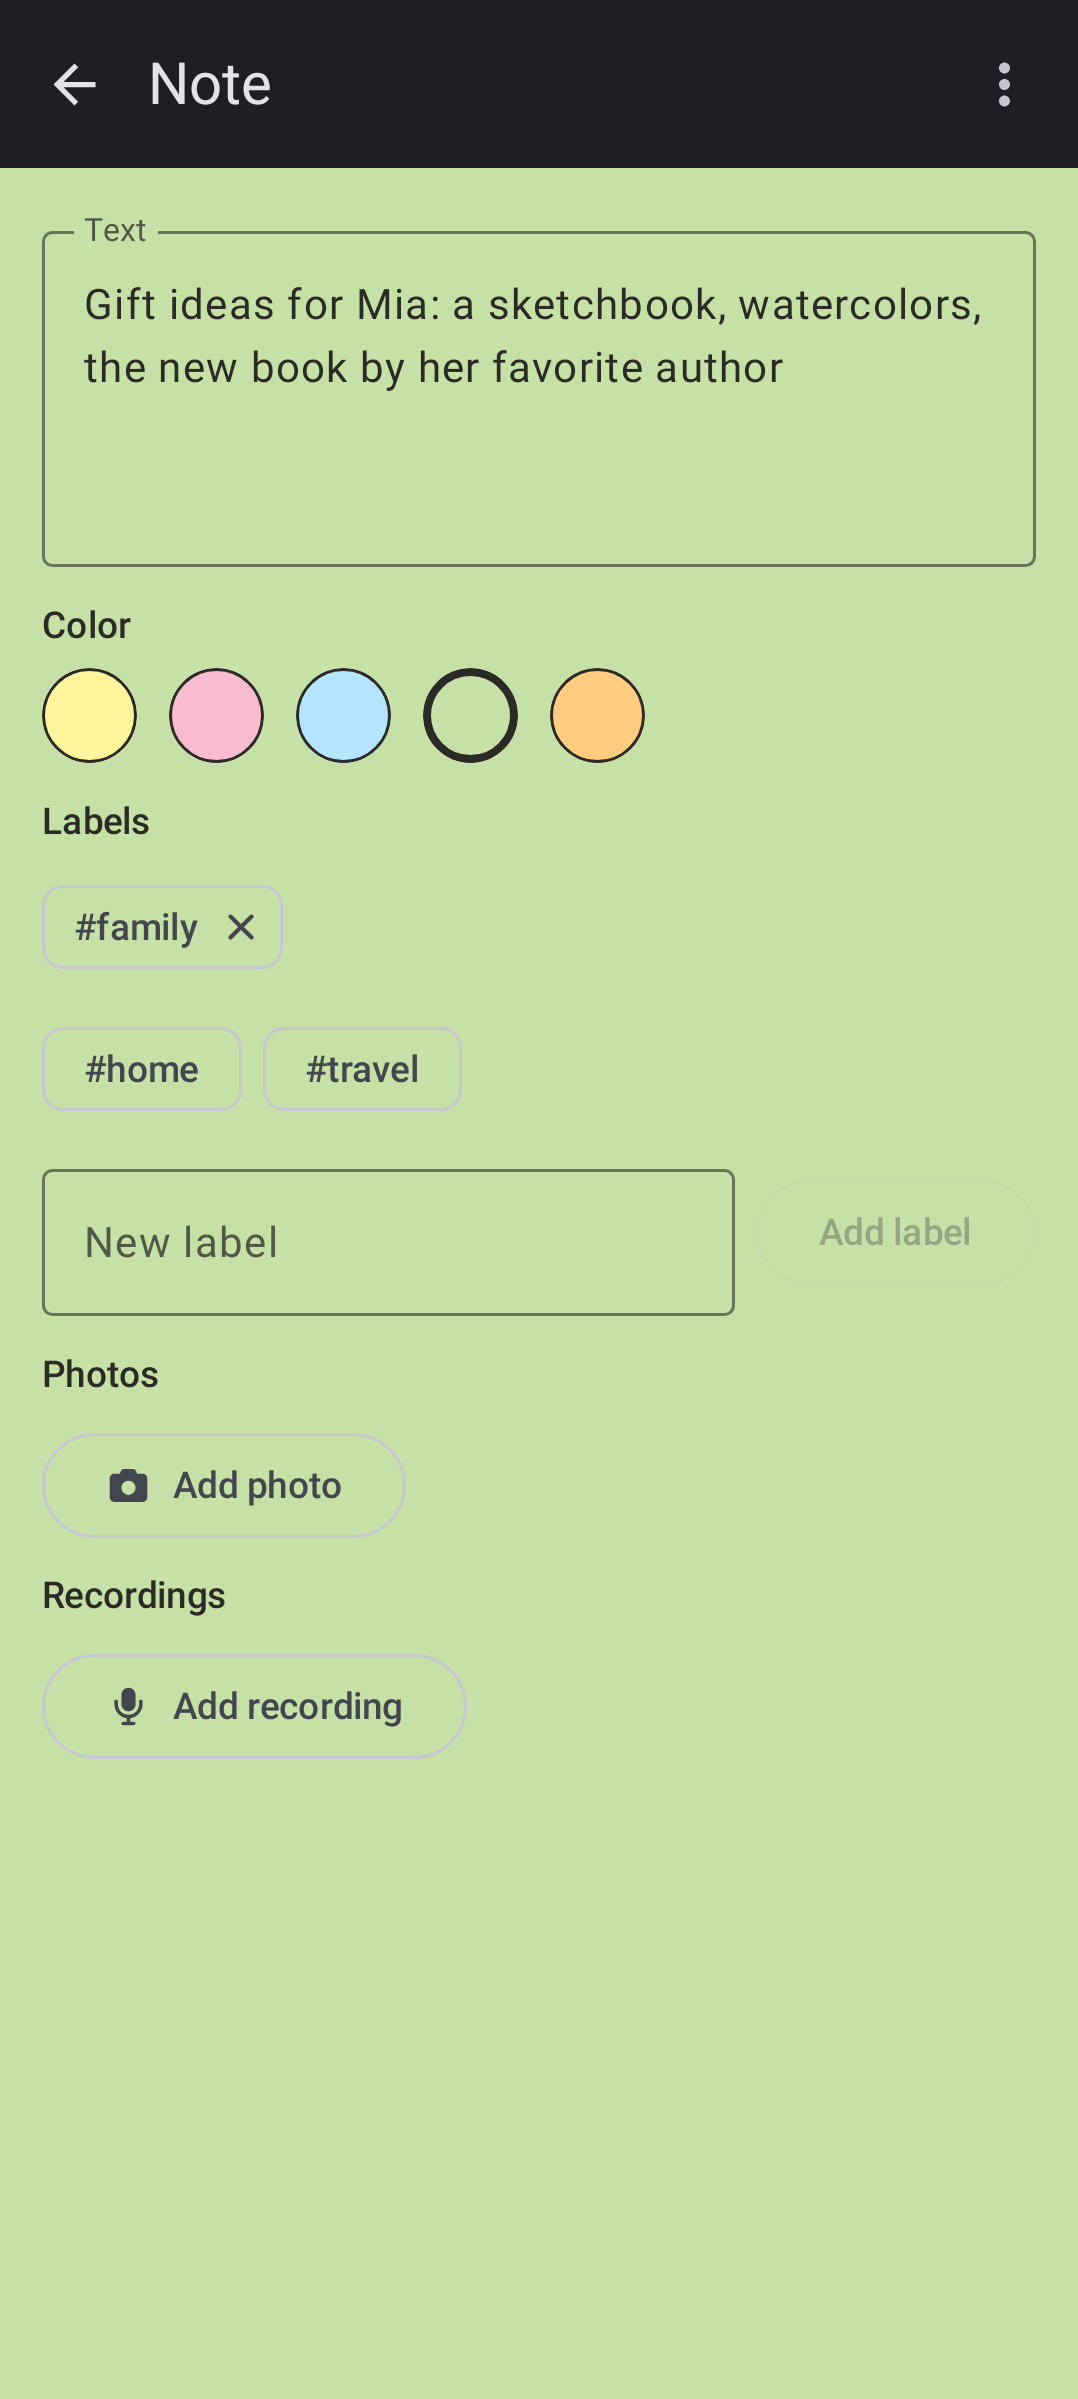 Note
Text
Gift ideas for Mia: a sketchbook, watercolors,
the new book by her favorite author
Color
Labels
#family
#home #travel
New label
Add label
Photos
Add photo
Recordings
Add recording